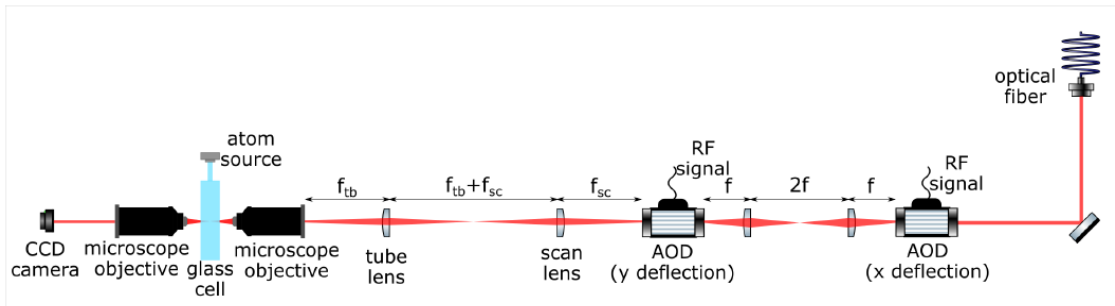 optical
fiber
atom
source
RF
signal
RF
signal
f_tb
f_tb+f_sc
f_sc
f
2f
f
CCD
camera
microscope
objective
glass
cell
microscope
objective
tube
lens
scan
lens
AOD
(y deflection)
AOD
(x deflection)